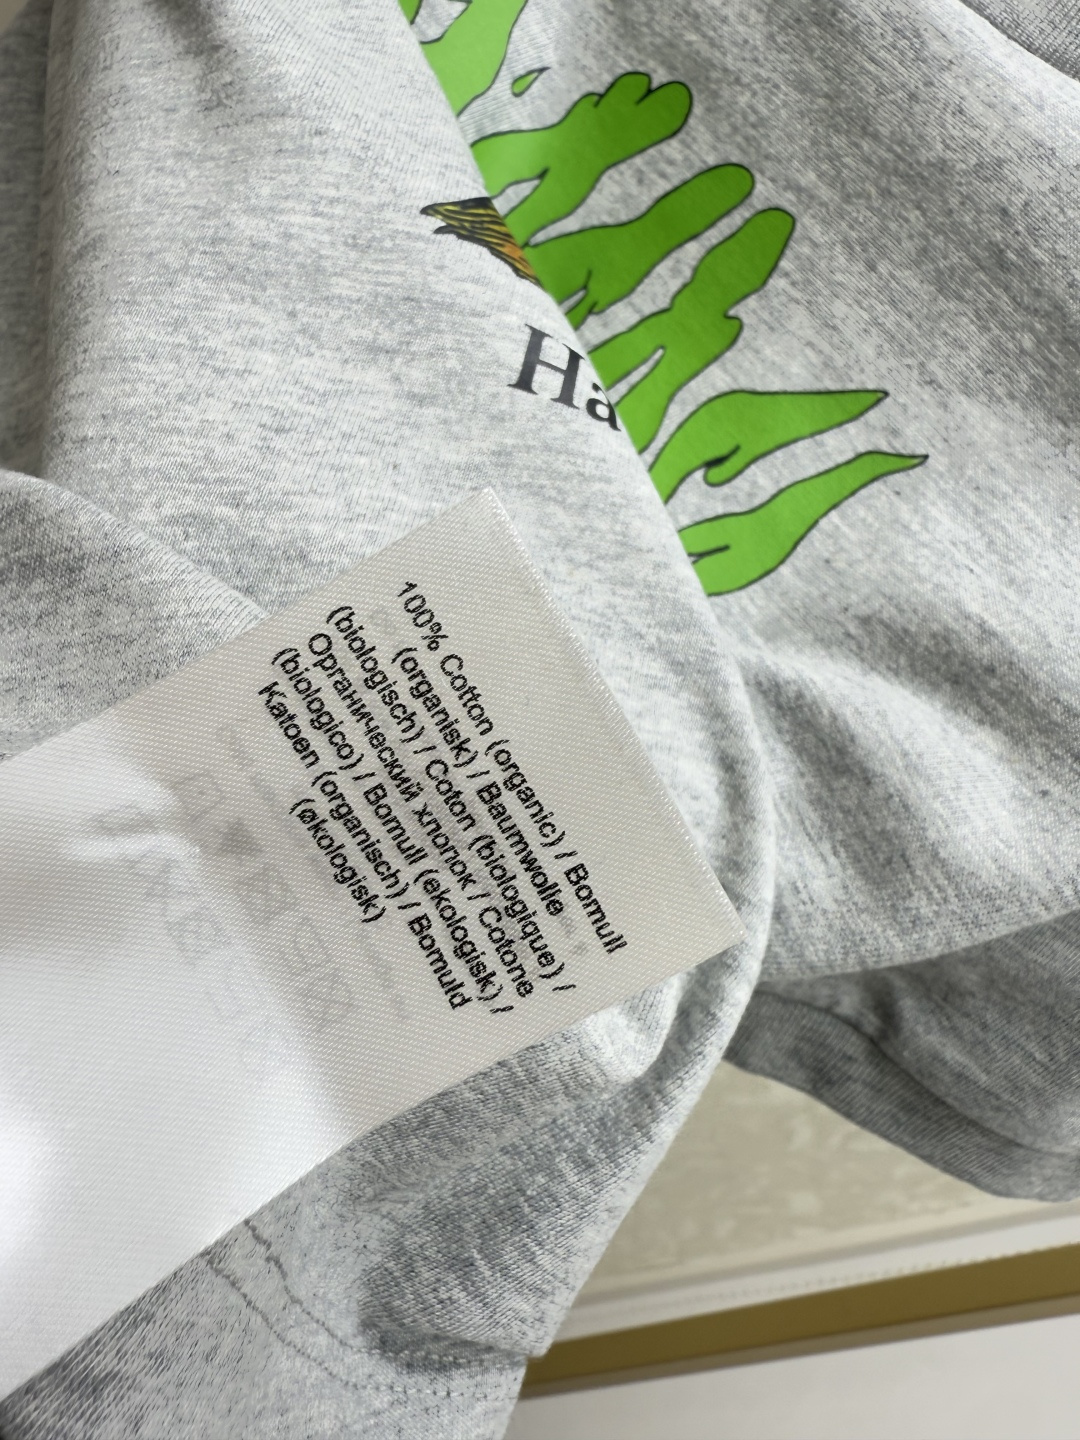 Ha
100% Cotton (organic) / Bomull
(organisk) / Baumwolle
(biologisch) / Coton (biologique) /
Органический хлопок / Cotone
(biologico) / Bomull (økologisk) /
Katoen (organisch) / Bomuld
(økologisk)